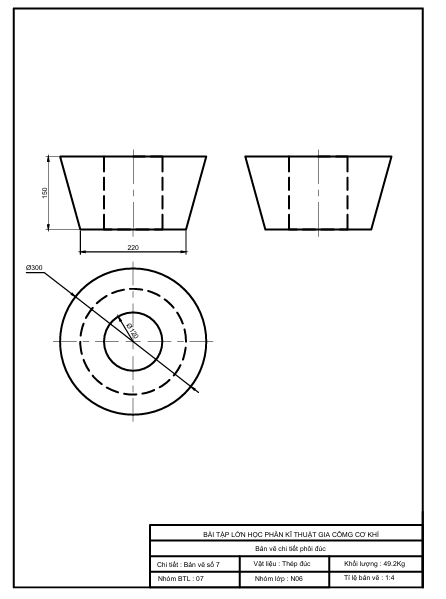 150
220
Ø300
Ø120
BÀI TẬP LỚN HỌC PHẦN KĨ THUẬT GIA CÔMG CƠ KHÍ
Bản vẽ chi tiết phôi đúc
Chi tiết : Bản vẽ số 7
Vật liệu : Thép đúc
Khối lượng : 49.2Kg
Nhóm BTL : 07
Nhóm lớp : N06
Tỉ lệ bản vẽ : 1:4